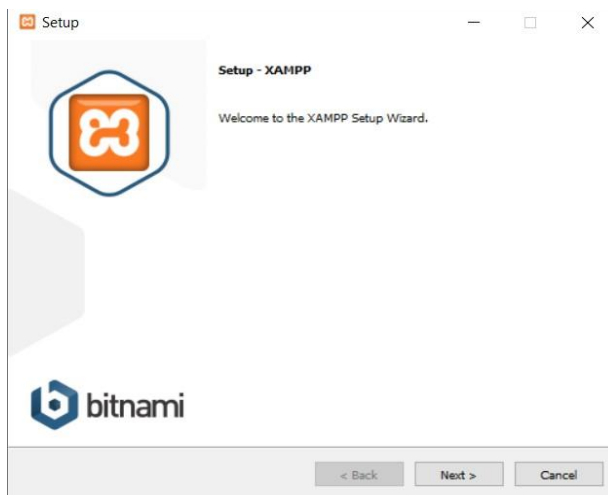 Setup
Setup - XAMPP
Welcome to the XAMPP Setup Wizard.
bitnami
< Back Next > Cancel